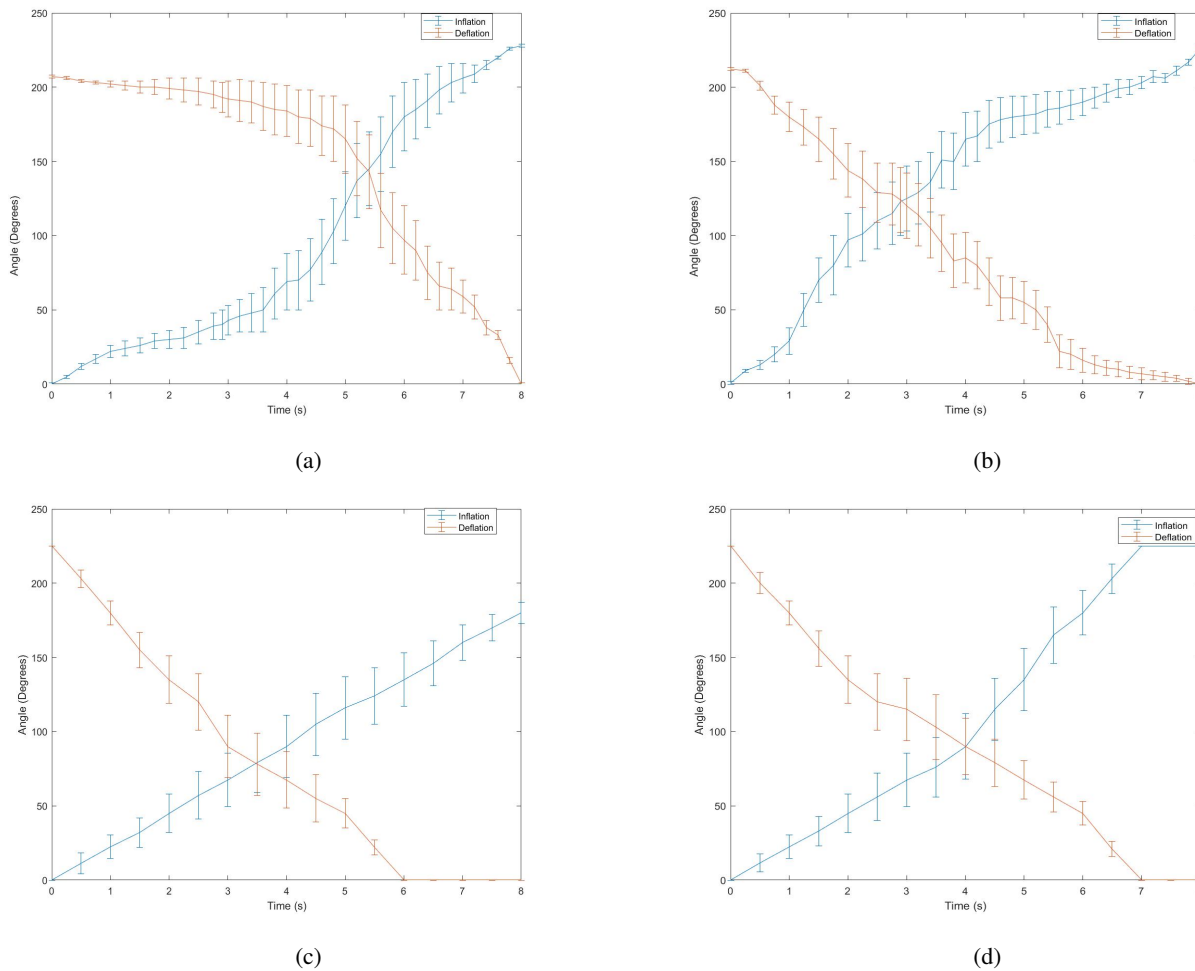 250
200
150
100
50
0
Angle (Degrees)
0 1 2 3 4 5 6 7 8
Time (s)
Inflation
Deflation
(a)
250
200
150
100
50
0
Angle (Degrees)
0 1 2 3 4 5 6 7
Time (s)
Inflation
Deflation
(b)
250
200
150
100
50
0
Angle (Degrees)
0 1 2 3 4 5 6 7 8
Time (s)
Inflation
Deflation
(c)
250
200
150
100
50
0
Angle (Degrees)
0 1 2 3 4 5 6 7
Time (s)
Inflation
Deflation
(d)